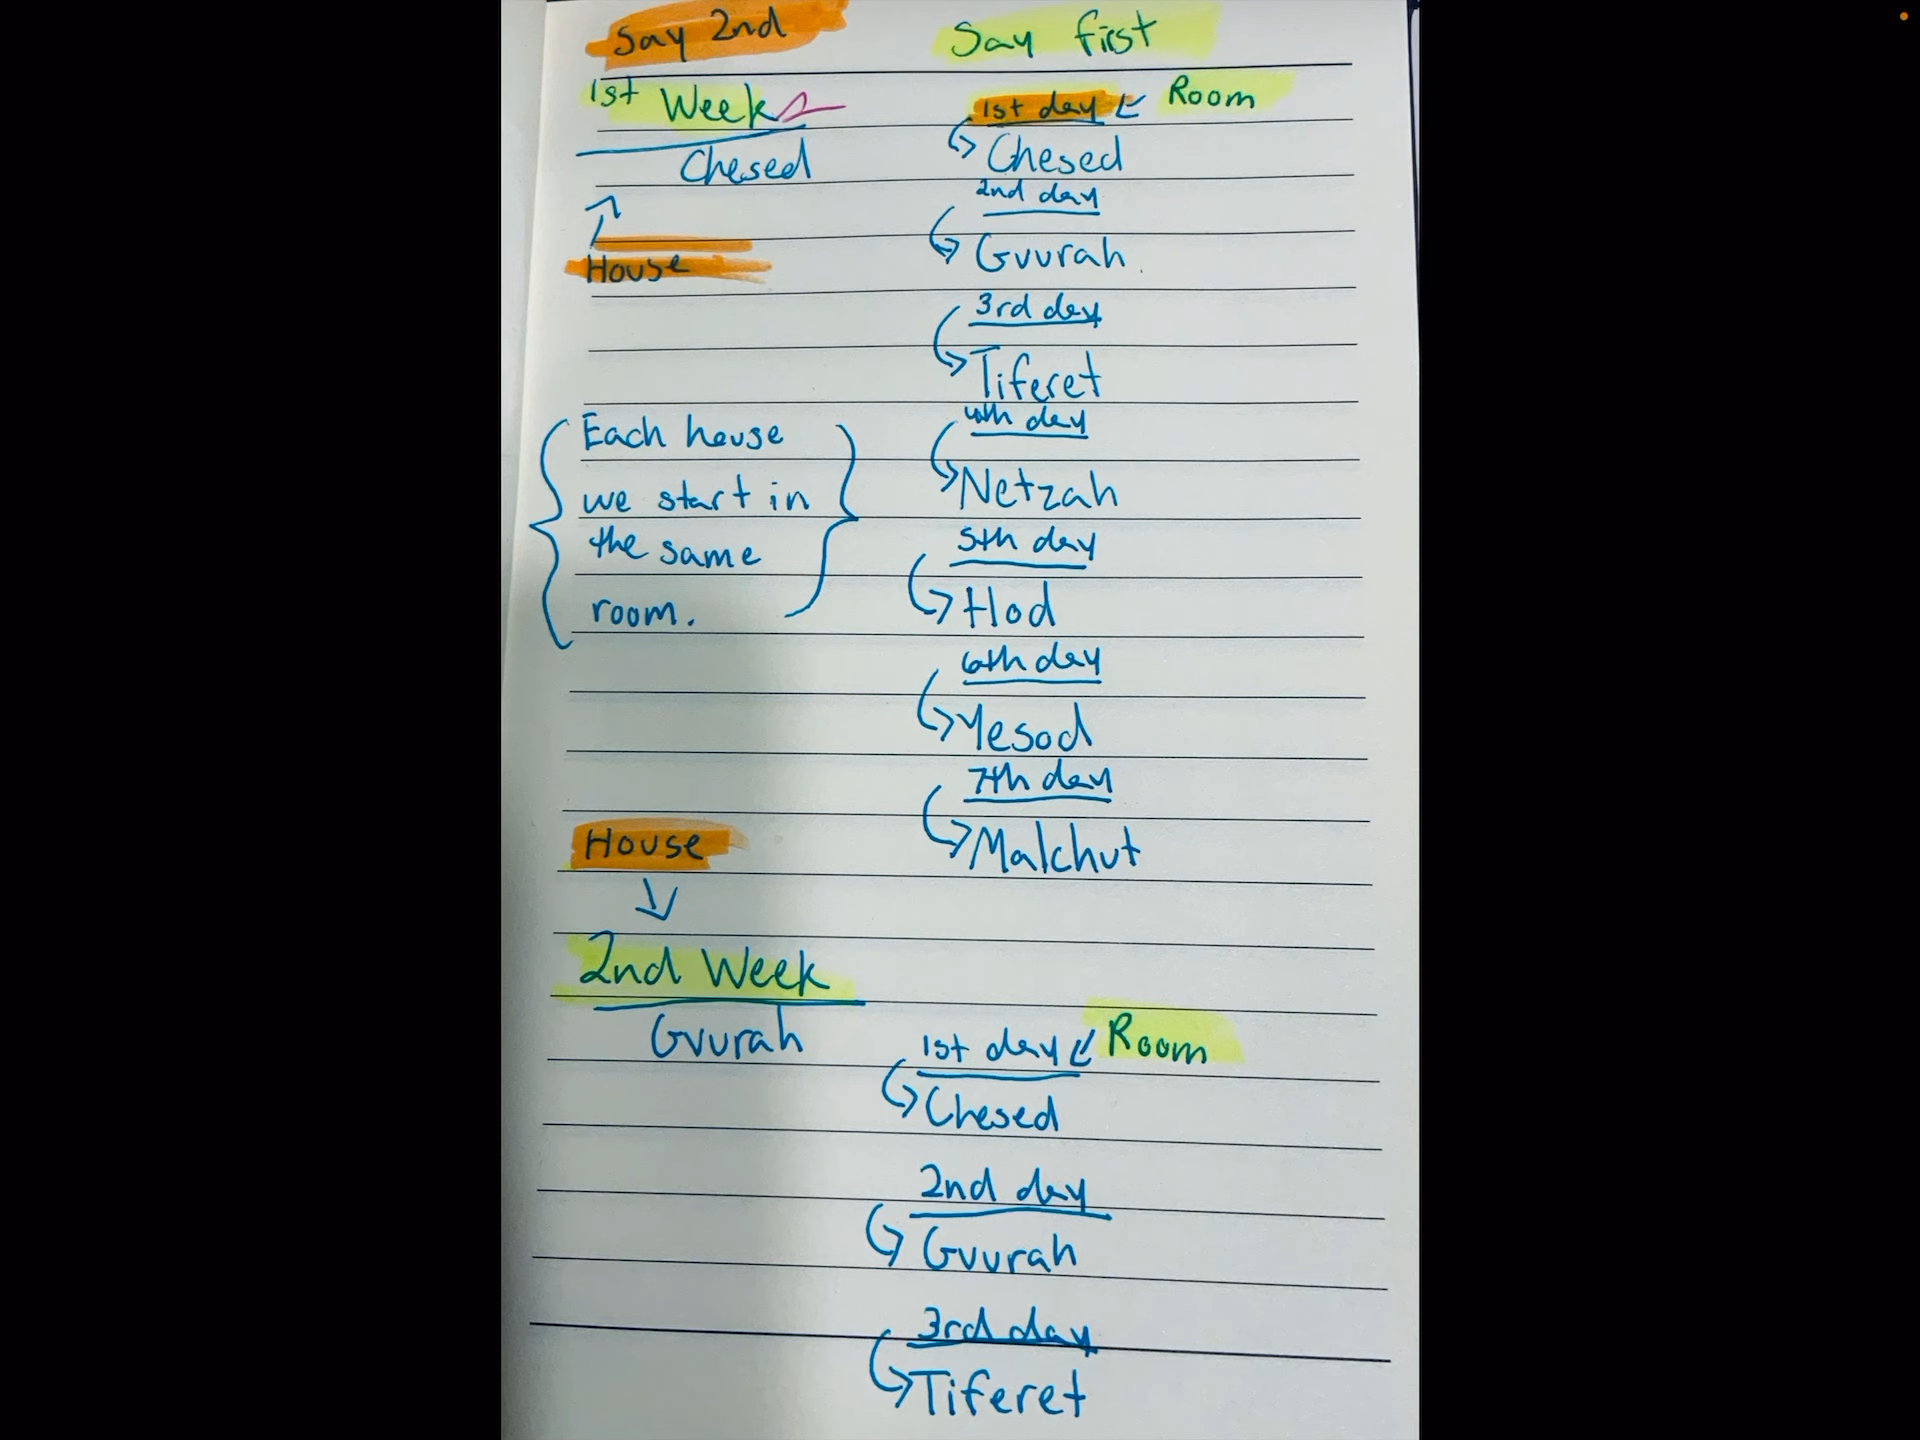 Say 2nd
Say first
1st Week
1st day
Room
Chesed
Chesed
2nd day
House
Gvurah
3rd day
Tiferet
Each house
we start in
the same
room.
4th day
Netzah
5th day
Hod
6th day
Yesod
7th day
Malchut
House
2nd Week
Gvurah
1st day
Room
Chesed
2nd day
Gvurah
3rd day
Tiferet